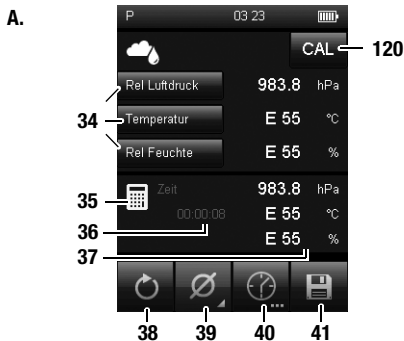 A.
P 03 23
CAL 120
Rel Luftdruck 983.8 hPa
34 Temperatur E 55 °C
Rel Feuchte E 55 %
35 Zeit 983.8 hPa
36 00:00:08 E 55 °C
37 E 55 %
38 39 40 41